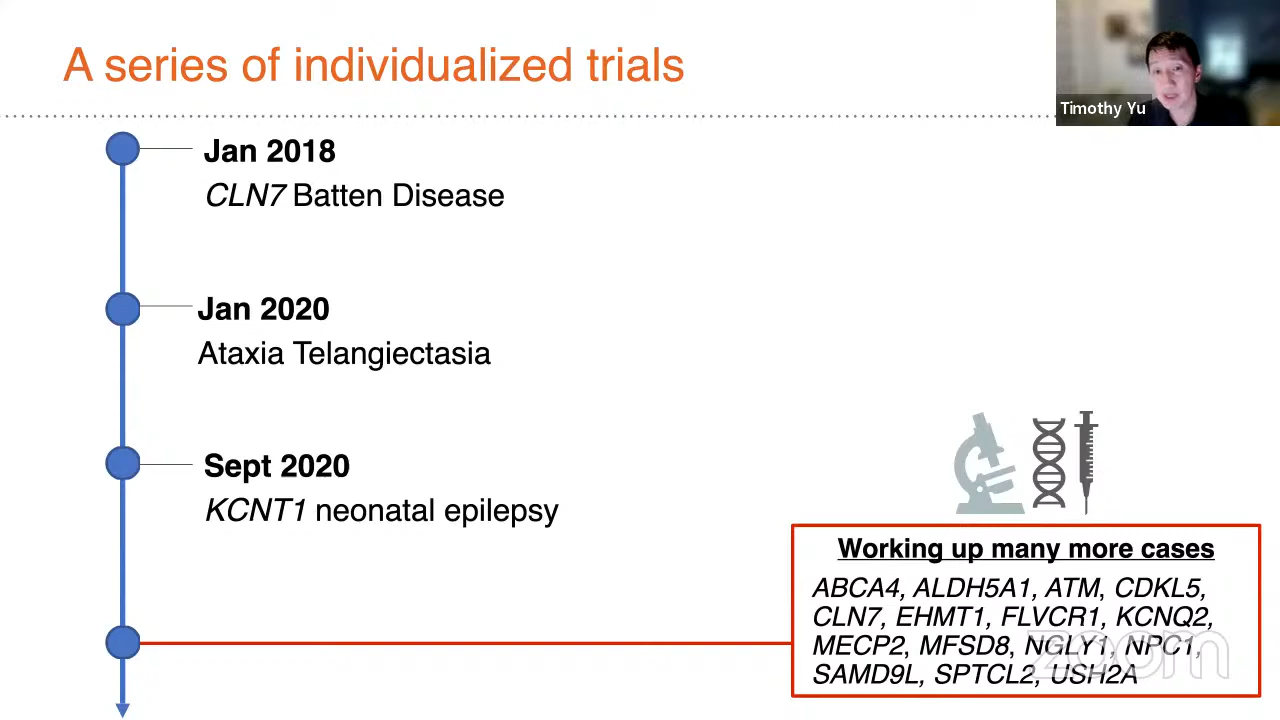 A series of individualized trials
Timothy Yu
Jan 2018
CLN7 Batten Disease
Jan 2020
Ataxia Telangiectasia
Sept 2020
KCNT1 neonatal epilepsy
Working up many more cases
ABCA4, ALDH5A1, ATM, CDKL5,
CLN7, EHMT1, FLVCR1, KCNQ2,
MECP2, MFSD8, NGLY1, NPC1,
SAMD9L, SPTCL2, USH2A
zoom